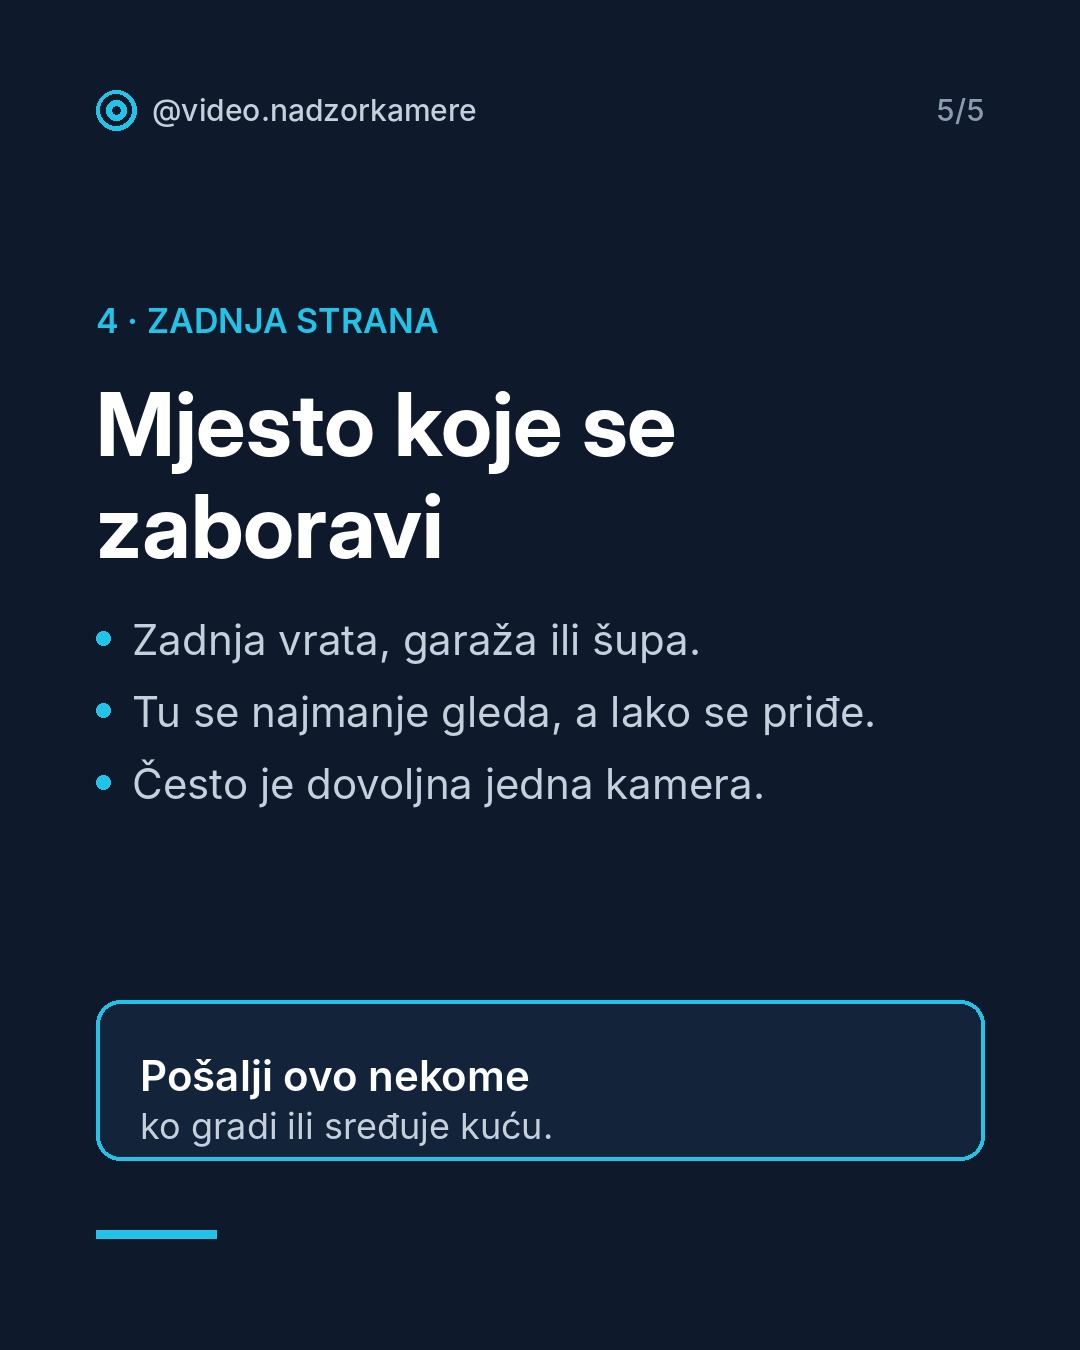 @video.nadzorkamere
5/5
4 · ZADNJA STRANA
Mjesto koje se
zaboravi
Zadnja vrata, garaža ili šupa.
Tu se najmanje gleda, a lako se priđe.
Često je dovoljna jedna kamera.
Pošalji ovo nekome
ko gradi ili sređuje kuću.